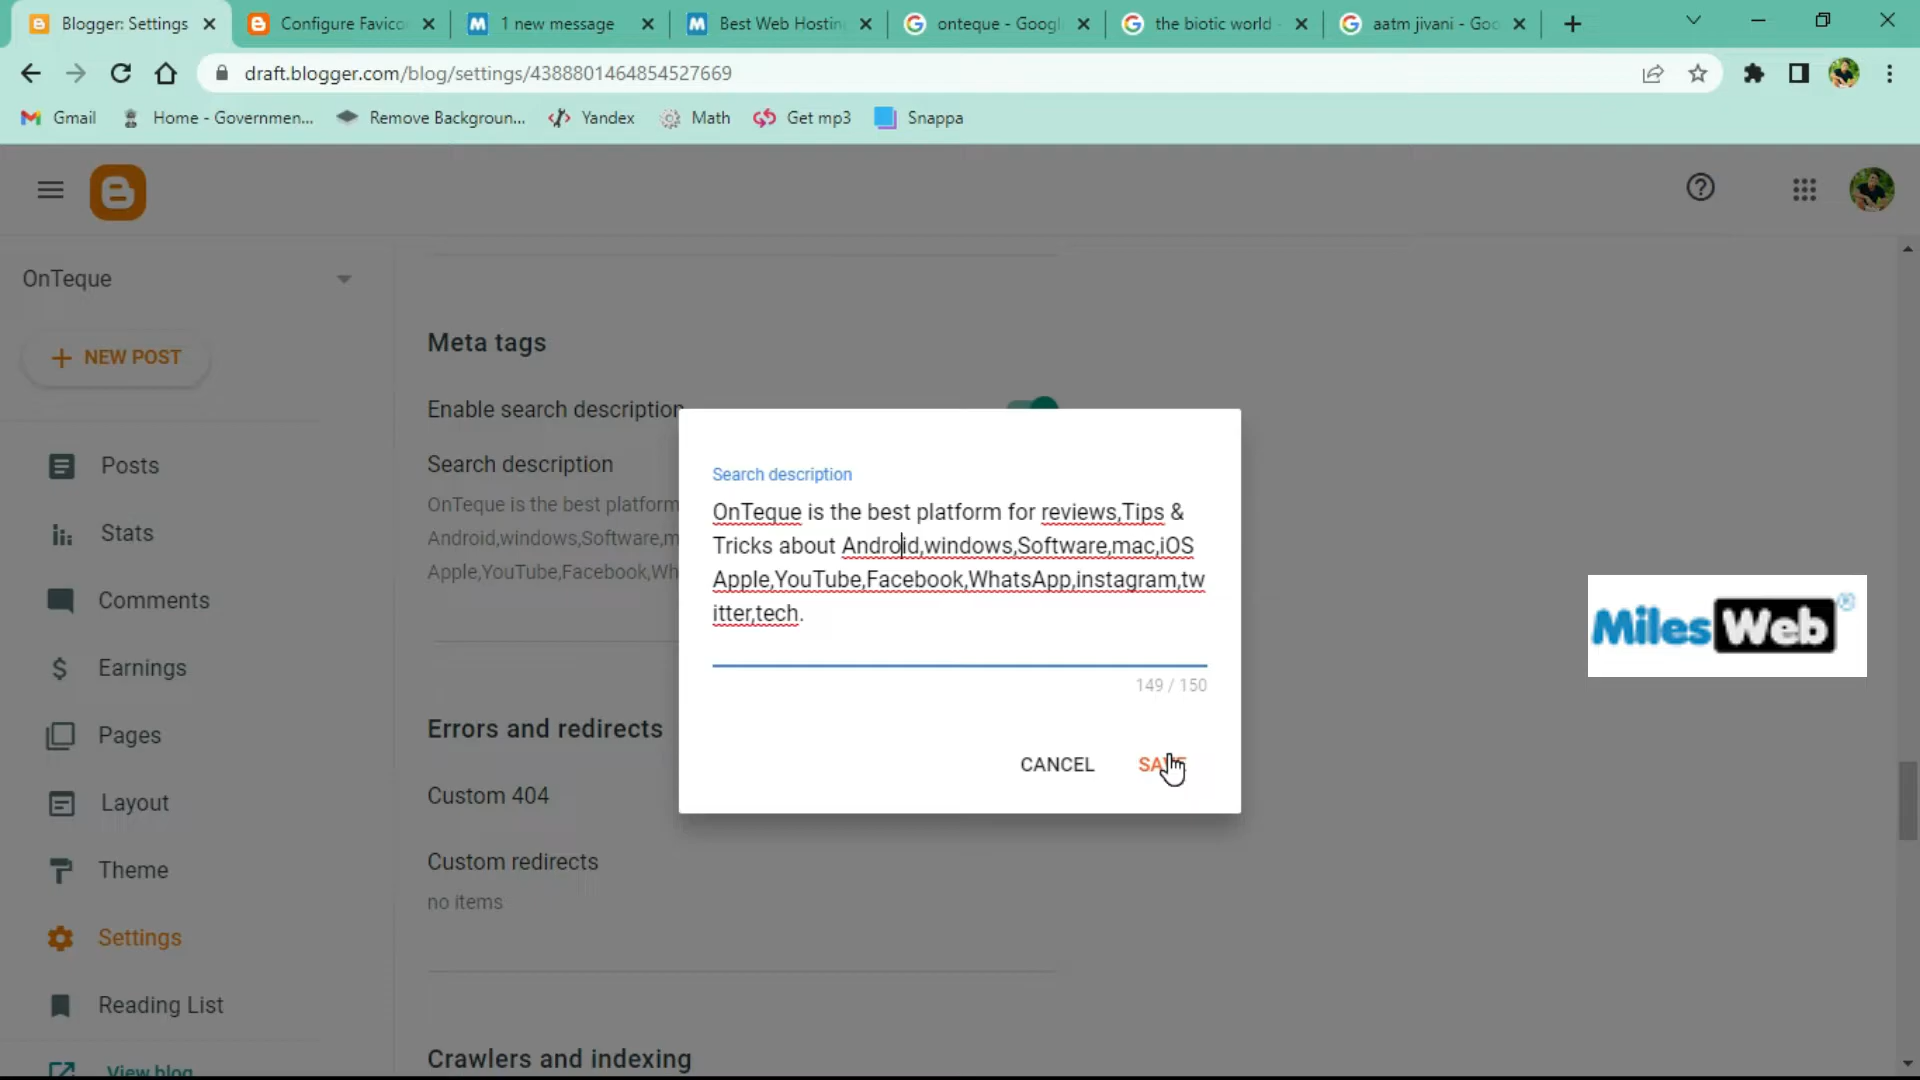 Blogger: Settings
Configure Favico
1 new message
Best Web Hostin
onteque - Googl
the biotic world -
aatm jivani - Goo
draft.blogger.com/blog/settings/4388801464854527669
Gmail
Home - Governmen...
Remove Backgroun...
Yandex
Math
Get mp3
Snappa
OnTeque
NEW POST
Posts
Stats
Comments
Earnings
Pages
Layout
Theme
Settings
Reading List
View blog
Meta tags
Enable search description
Search description
OnTeque is the best platform
Android,windows,Software,m
Apple,YouTube,Facebook,Wh
Errors and redirects
Custom 404
Custom redirects
no items
Crawlers and indexing
Search description
OnTeque is the best platform for reviews,Tips &
Tricks about Android,windows,Software,mac,iOS
Apple,YouTube,Facebook,WhatsApp,instagram,tw
itter,tech.
149 / 150
CANCEL
SAVE
MilesWeb®